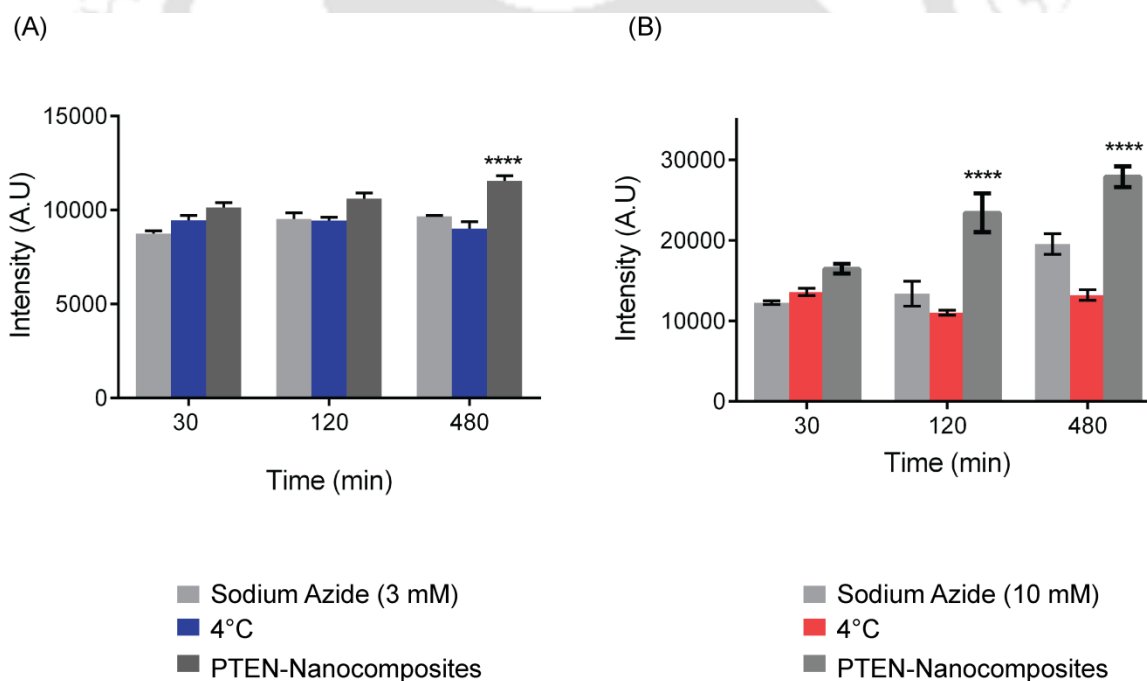 (A)
15000
10000
5000
0
Intensity (A.U)
****
30 120 480
Time (min)
Sodium Azide (3 mM)
4°C
PTEN-Nanocomposites
(B)
30000
20000
10000
0
Intensity (A.U)
****
****
30 120 480
Time (min)
Sodium Azide (10 mM)
4°C
PTEN-Nanocomposites